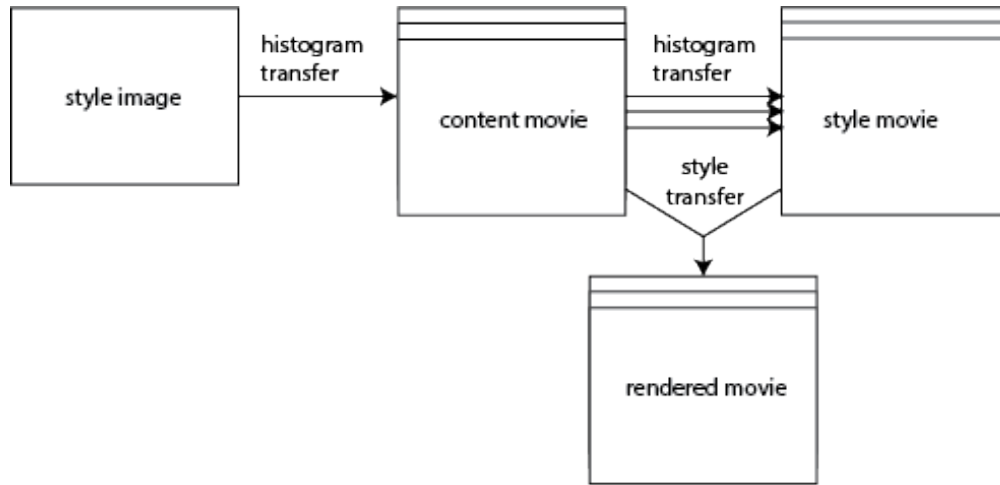 style image
histogram
transfer
content movie
histogram
transfer
style movie
style
transfer
rendered movie